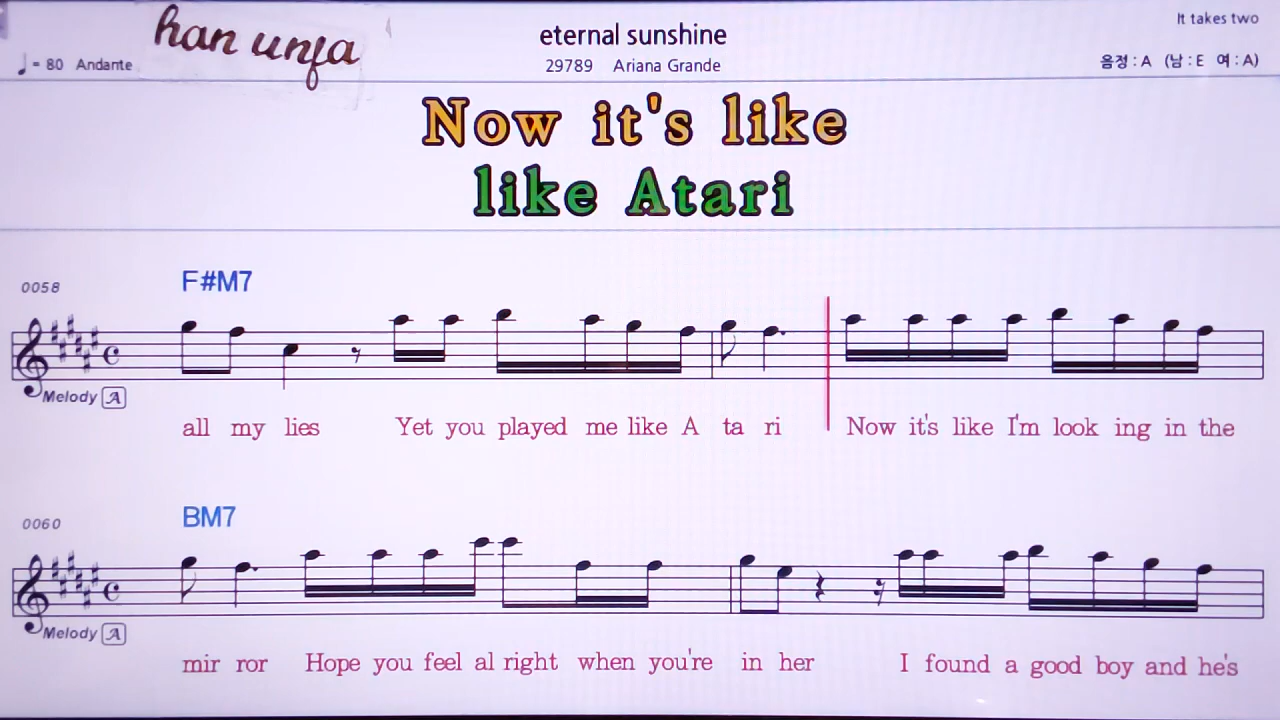 han unfa
eternal sunshine
It takes two
♩= 80 Andante
29789 Ariana Grande
음정 : A (남 : E 여 : A)
Now it's like
like Atari
0058
F#M7
Melody A
all my lies Yet you played me like A ta ri Now it's like I'm look ing in the
0060
BM7
Melody A
mir ror Hope you feel al right when you're in her I found a good boy and he's